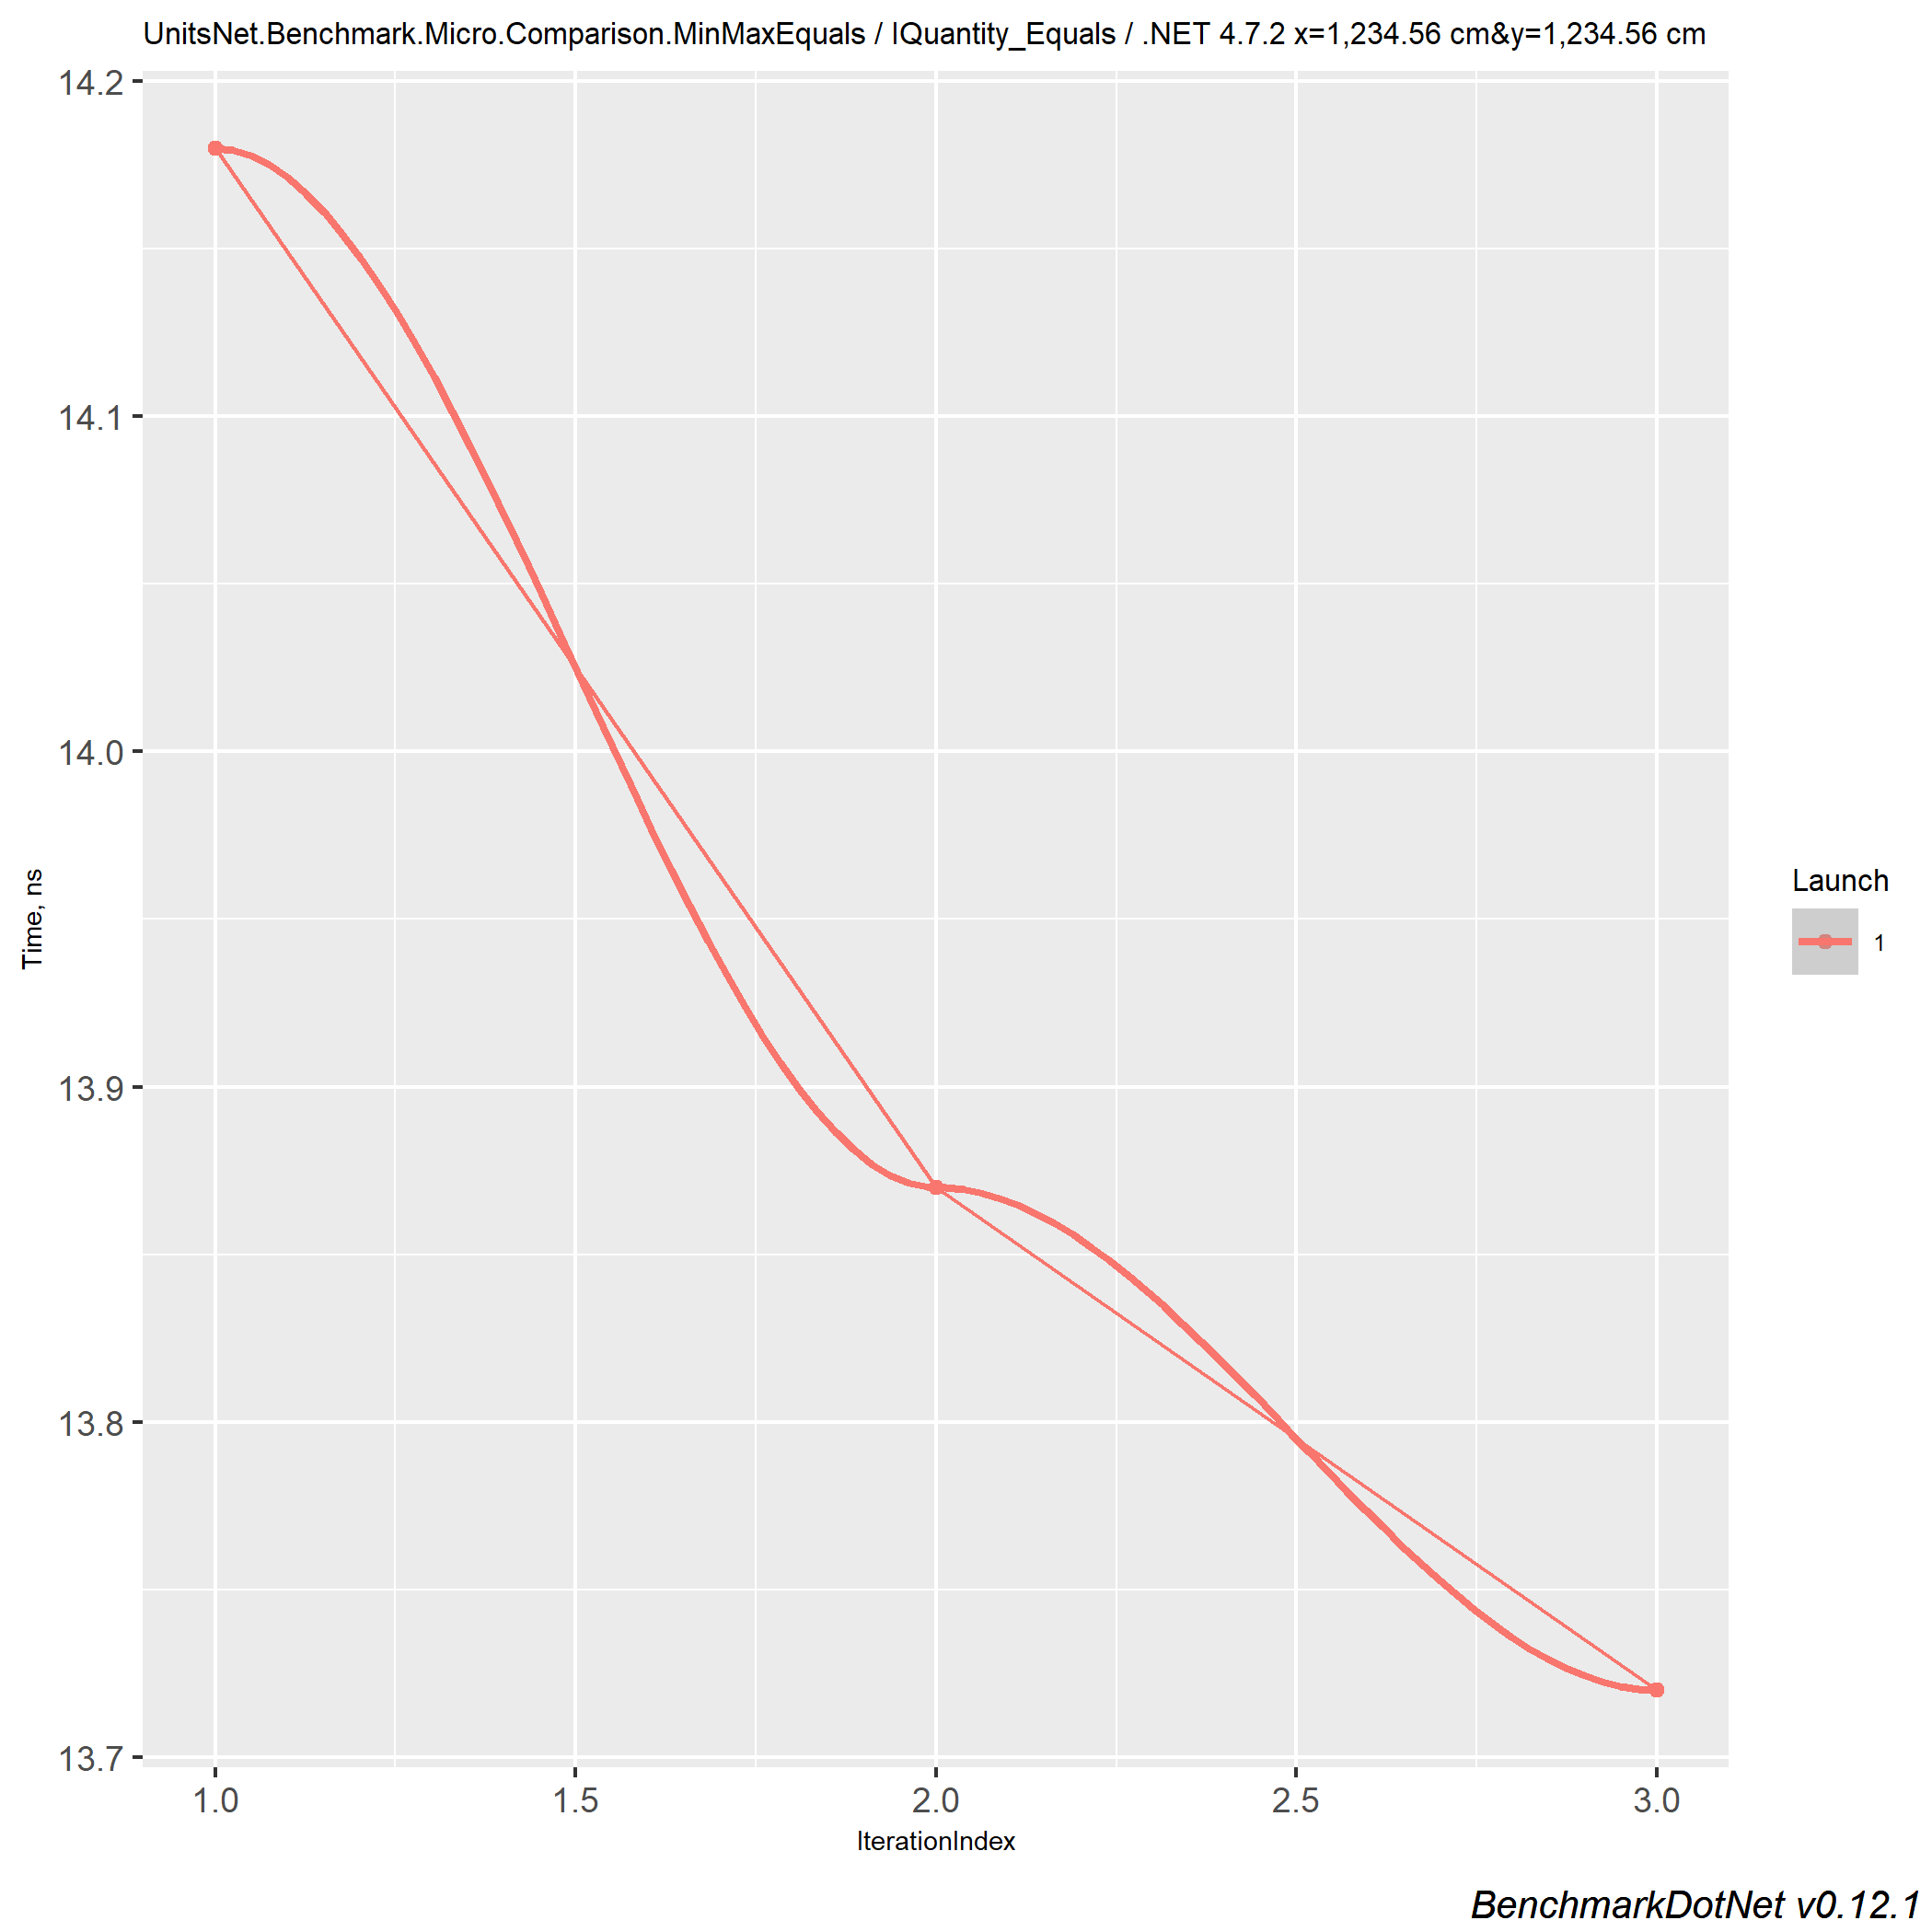 UnitsNet.Benchmark.Micro.Comparison.MinMaxEquals / IQuantity_Equals / .NET 4.7.2 x=1,234.56 cm&y=1,234.56 cm
14.2
14.1
14.0
13.9
13.8
13.7
Time, ns
1.0 1.5 2.0 2.5 3.0
IterationIndex
Launch
1
BenchmarkDotNet v0.12.1